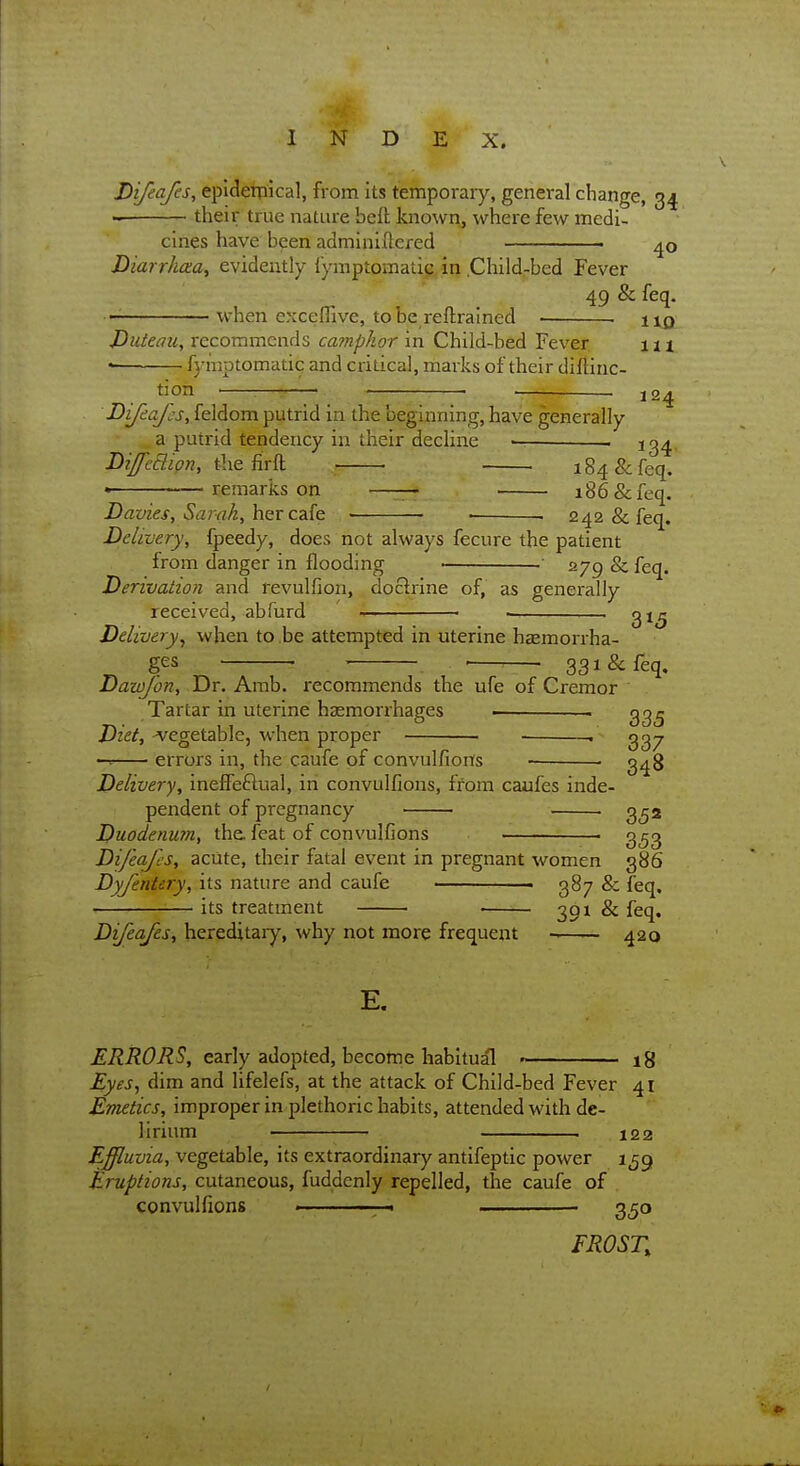 INDEX.
Difeafes, epidemical, from its temporary, general change, 34
——— their true nature beft known, where few medi-
cines have been adminiftered ——— 40
Diarrhœa, evidently fymptomatic in Child-bed Fever
49 & feq.
——— when exceffive, to be reftrained ——— 110
Duteau, recommends camphor in Child-bed Fever 111
——— fymptomatic and critical, marks of their diftinc-
tion ——— ——— ——— 124
Difeafes, feldom putrid in the beginning, have generally
a putrid tendency in their decline ——— 134
Diffection, the firft ——— ——— 184 & feq.
——— remarks on ——— ——— 186 & feq.
Davies, Sarah, her cafe ——— ——— 242 & feq.
Delivery, fpeedy, does not always fecure the patient
from danger in flooding ——— 279 & feq.
Derivation and revulfion, doctrine of, as generally
received, abfurd ——— ——— 315
Delivery, when to be attempted in uterine hæmorrha-
ges ——— ——— ——— 331 & feq.
Dawfon, Dr. Amb. recommends the ufe of Cremor
Tartar in uterine hæmorrhages ——— 335
Diet, vegetable, when proper ——— ——— 337
—— errors in, the caufe of convulfions ——— 348
Delivery, ineffectual, in convulfions, from caufes inde-
pendent of pregnancy ——— ——— 352
Duodenum, the feat of convulfions ——— 353
Difeafes, acute, their fatal event in pregnant women 386
Dyfentery, its nature and caufe ——— 387 & feq.
——— its treatment ——— ——— 391 & feq.
Difeafes, hereditary, why not more frequent ——— 420
E.
ERRORS, early adopted, become habitual ——— 18
Eyes, dim and lifelefs, at the attack of Child-bed Fever 41
Emetics, improper in plethoric habits, attended with de-
lirium ——— ——— 122
Effluvia, vegetable, its extraordinary antifeptic power 159
Eruptions, cutaneous, fuddenly repelled, the caufe of
convulfions ——— ——— 350
FROST,